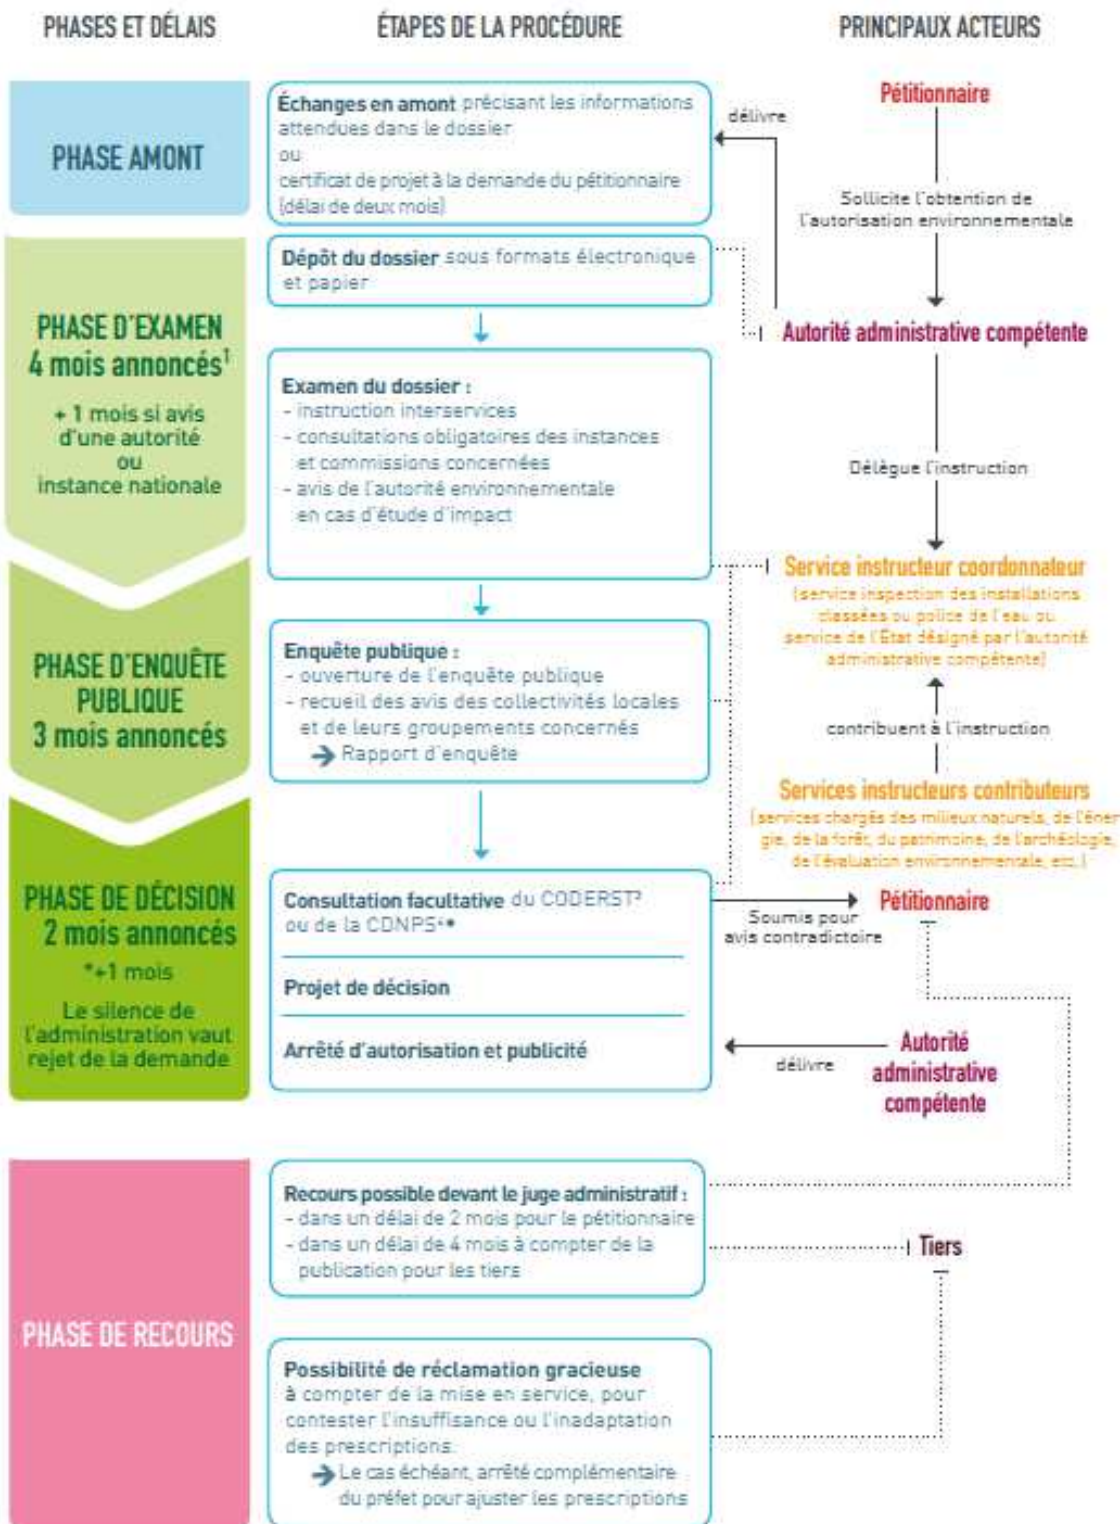 PHASES ET DÉLAIS
ÉTAPES DE LA PROCÉDURE
PRINCIPAUX ACTEURS
PHASE AMONT
Échanges en amont précisant les informations
attendues dans le dossier
ou
certificat de projet à la demande du pétitionnaire
(délai de deux mois)
délivre
Pétitionnaire
Sollicite l'obtention de
l'autorisation environnementale
PHASE D'EXAMEN
4 mois annoncés¹
+ 1 mois si avis
d'une autorité
ou
instance nationale
Dépôt du dossier sous formats électronique
et papier
Autorité administrative compétente
Examen du dossier :
- instruction interservices
- consultations obligatoires des instances
et commissions concernées
- avis de l'autorité environnementale
en cas d'étude d'impact
Délègue l'instruction
Service instructeur coordonnateur
(service inspection des installations
classées ou police de l'eau ou
service de l'État désigné par l'autorité
administrative compétente)
PHASE D'ENQUÊTE
PUBLIQUE
3 mois annoncés
Enquête publique :
- ouverture de l'enquête publique
- recueil des avis des collectivités locales
et de leurs groupements concernés
→ Rapport d'enquête
contribuent à l'instruction
Services instructeurs contributeurs
(services chargés des milieux naturels, de l'éner
gie, de la forêt, du patrimoine, de l'archéologie,
de l'évaluation environnementale, etc.)
PHASE DE DÉCISION
2 mois annoncés
*+1 mois
Le silence de
l'administration vaut
rejet de la demande
Consultation facultative du CODERST
ou de la CDNPS
Projet de décision
Arrêté d'autorisation et publicité
Soumis pour
avis contradictoire
Pétitionnaire
délivre
Autorité
administrative
compétente
PHASE DE RECOURS
Recours possible devant le juge administratif :
- dans un délai de 2 mois pour le pétitionnaire
- dans un délai de 4 mois à compter de la
publication pour les tiers
Tiers
Possibilité de réclamation gracieuse
à compter de la mise en service, pour
contester l'insuffisance ou l'inadaptation
des prescriptions.
→ Le cas échéant, arrêté complémentaire
du préfet pour ajuster les prescriptions